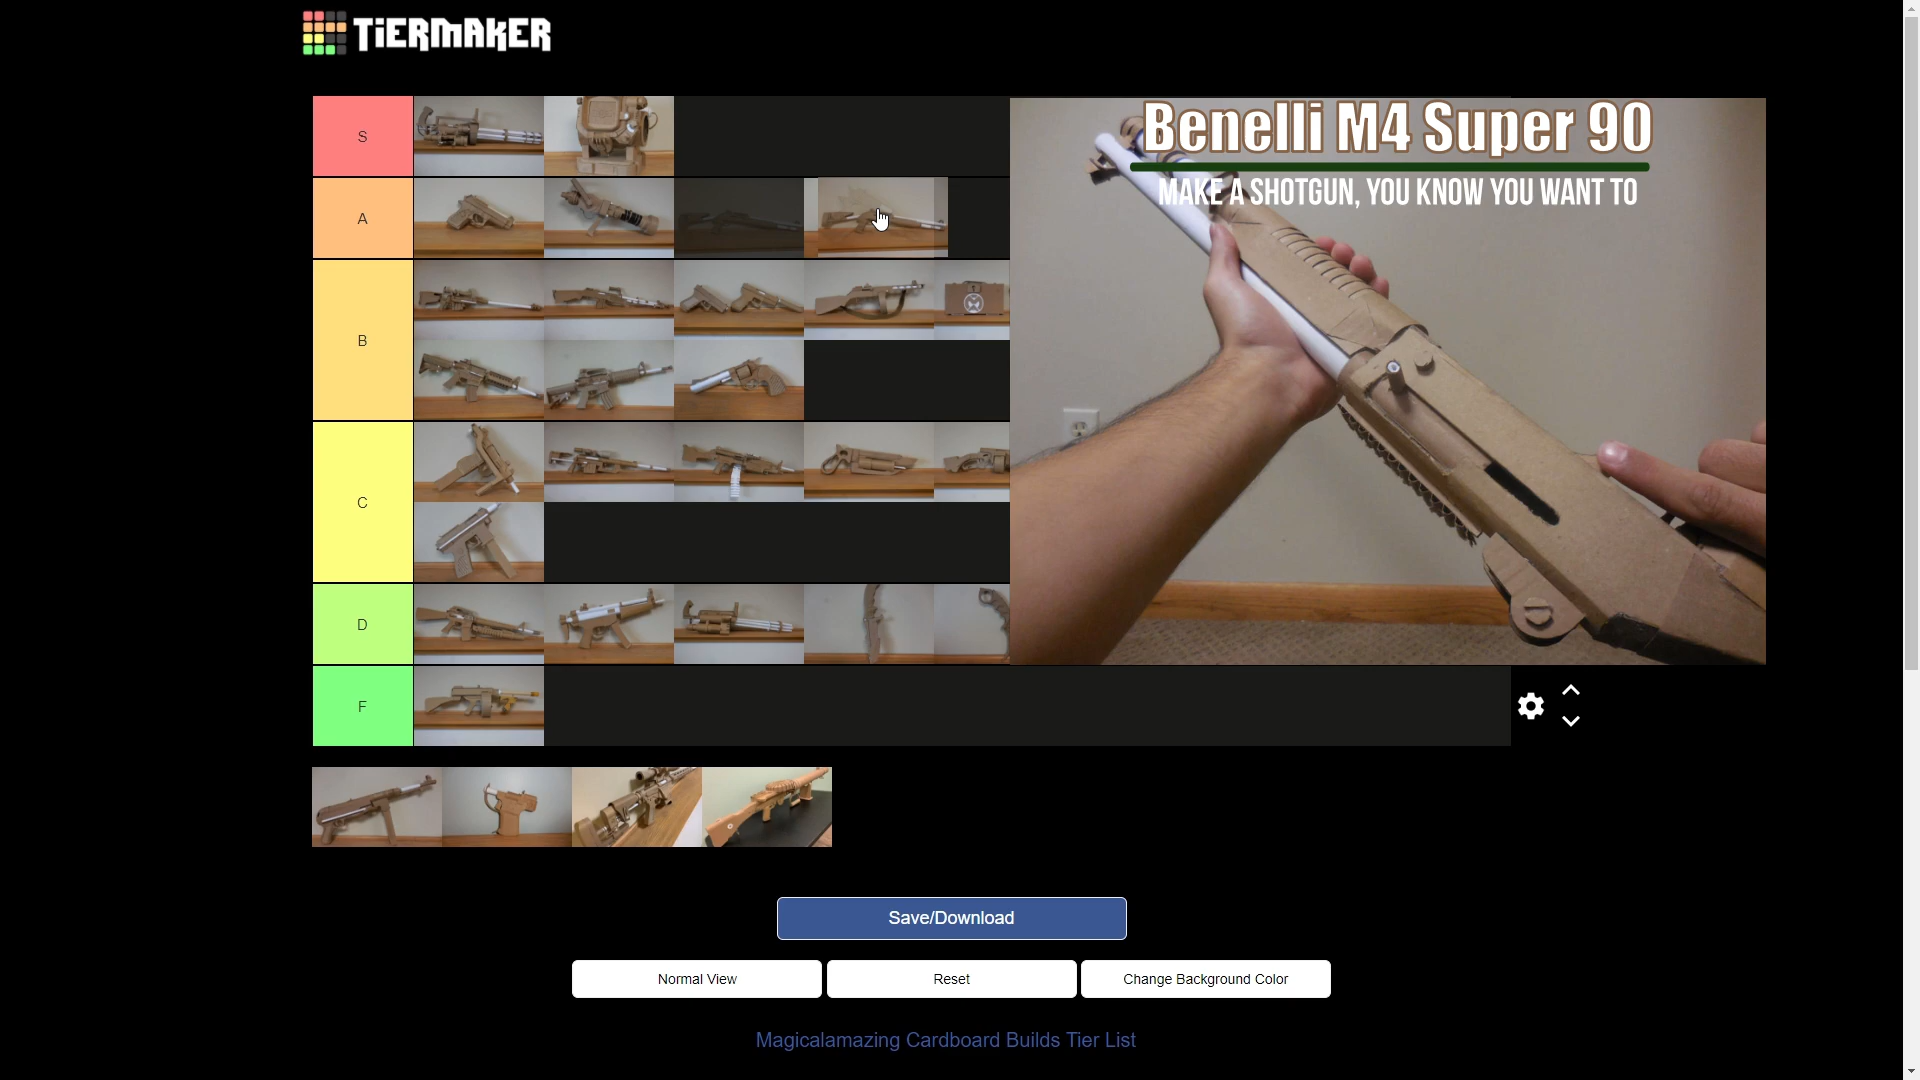 TiERMAKER
Benelli M4 Super 90
MAKE A SHOTGUN, YOU KNOW YOU WANT TO
S
A
B
C
D
F
Save/Download
Normal View
Reset
Change Background Color
Magicalamazing Cardboard Builds Tier List